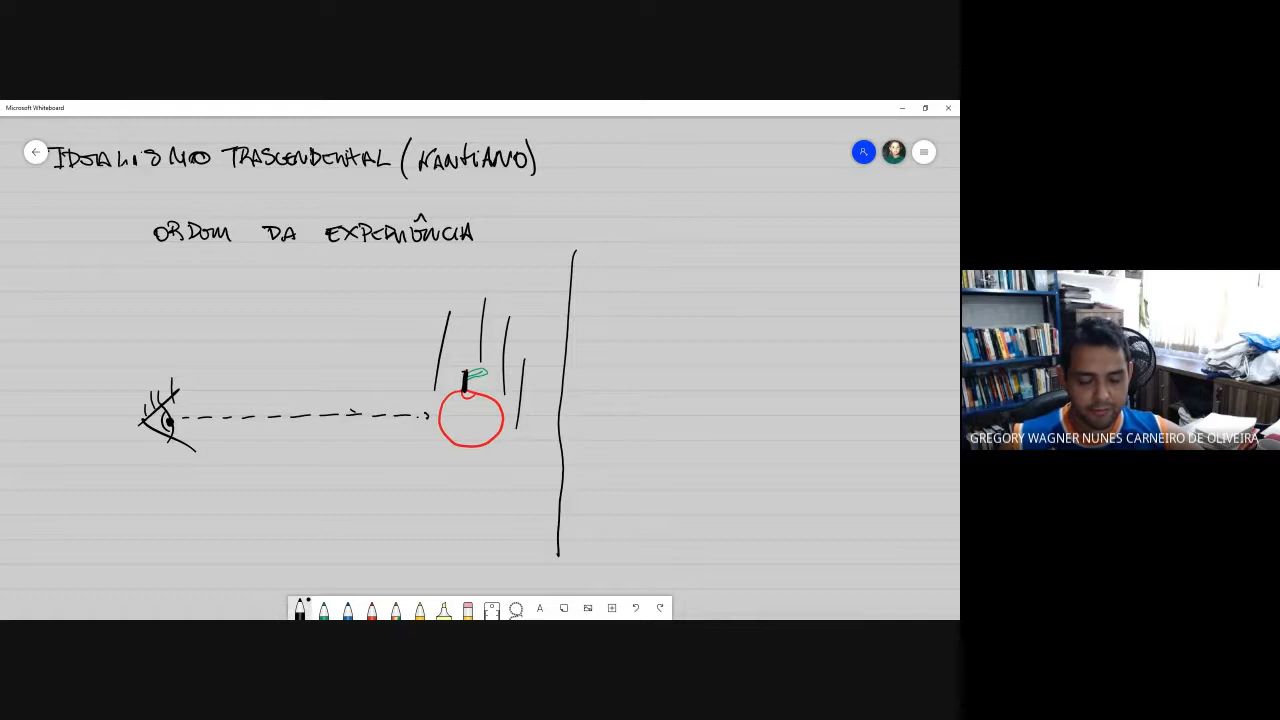 Microsoft Whiteboard
IDEALISMO TRASCENDENTAL (KANTIANO)
ORDEM DA EXPERIÊNCIA
GREGORY WAGNER NUNES CARNEIRO DE OLIVEIRA
A